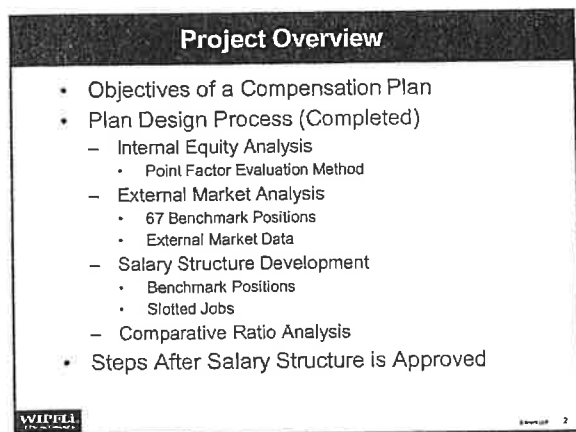 Project Overview
• Objectives of a Compensation Plan
• Plan Design Process (Completed)
– Internal Equity Analysis
• Point Factor Evaluation Method
– External Market Analysis
• 67 Benchmark Positions
• External Market Data
– Salary Structure Development
• Benchmark Positions
• Slotted Jobs
– Comparative Ratio Analysis
• Steps After Salary Structure is Approved
WIPFLI
2